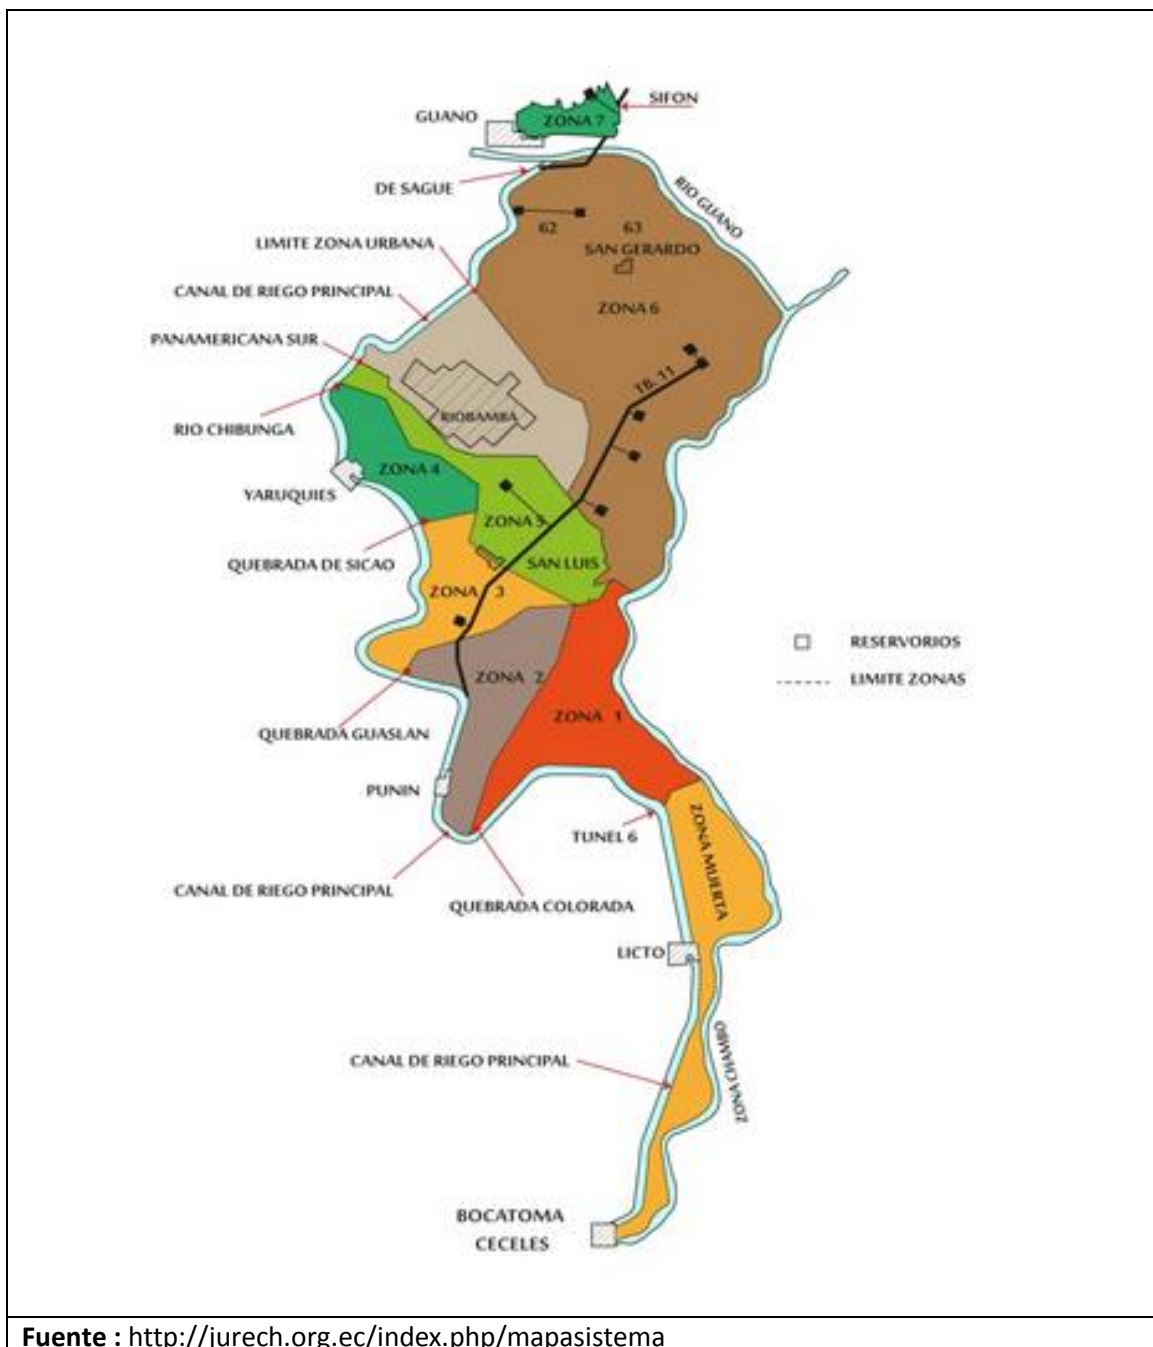 SIFON
GUANO
ZONA 7
DE SAGUE
RIO GUANO
62
63
LIMITE ZONA URBANA
SAN GERARDO
CANAL DE RIEGO PRINCIPAL
ZONA 6
PANAMERICANA SUR
TB. 11
RIOBAMBA
RIO CHIBUNGA
ZONA 4
YARUQUIES
ZONA 5
QUEBRADA DE SICAO
SAN LUIS
ZONA 3
RESERVORIOS
ZONA 2
LIMITE ZONAS
ZONA 1
QUEBRADA GUASLAN
PUNIN
ZONA MUERTA
TUNEL 6
CANAL DE RIEGO PRINCIPAL
QUEBRADA COLORADA
LICTO
ZONA CHAMBO
CANAL DE RIEGO PRINCIPAL
BOCATOMA
CECELES
Fuente : http://jurech.org.ec/index.php/mapasistema